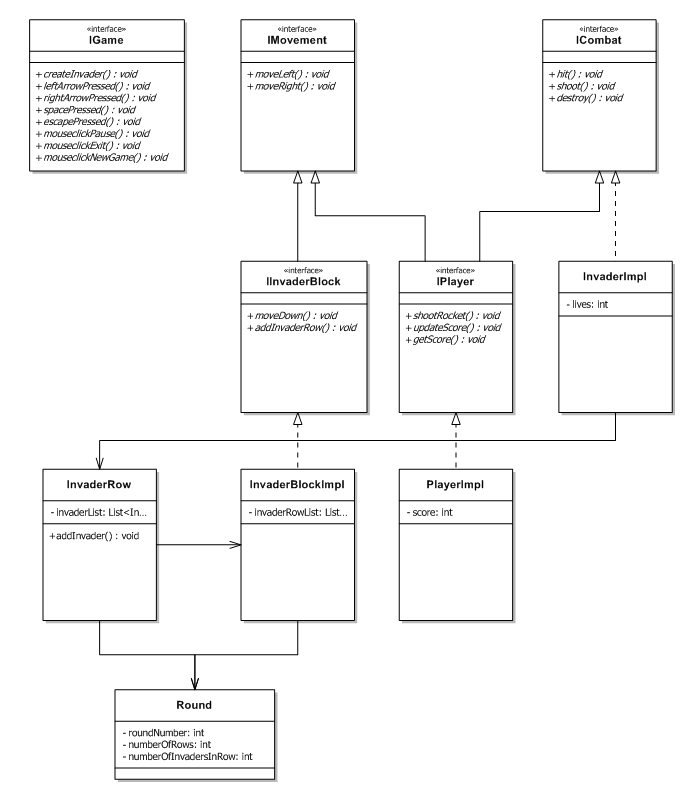 «interface»
IGame
+ createInvader() : void
+ leftArrowPressed() : void
+ rightArrowPressed() : void
+ spacePressed() : void
+ escapePressed() : void
+ mouseclickPause() : void
+ mouseclickExit() : void
+ mouseclickNewGame() : void
«interface»
IMovement
+ moveLeft() : void
+ moveRight() : void
«interface»
ICombat
+ hit() : void
+ shoot() : void
+ destroy() : void
«interface»
IInvaderBlock
+ moveDown() : void
+ addInvaderRow() : void
«interface»
IPlayer
+ shootRocket() : void
+ updateScore() : void
+ getScore() : void
InvaderImpl
- lives: int
InvaderRow
- invaderList: List<In...
+addInvader() : void
InvaderBlockImpl
- invaderRowList: List...
PlayerImpl
- score: int
Round
- roundNumber: int
- numberOfRows: int
- numberOfInvadersInRow: int